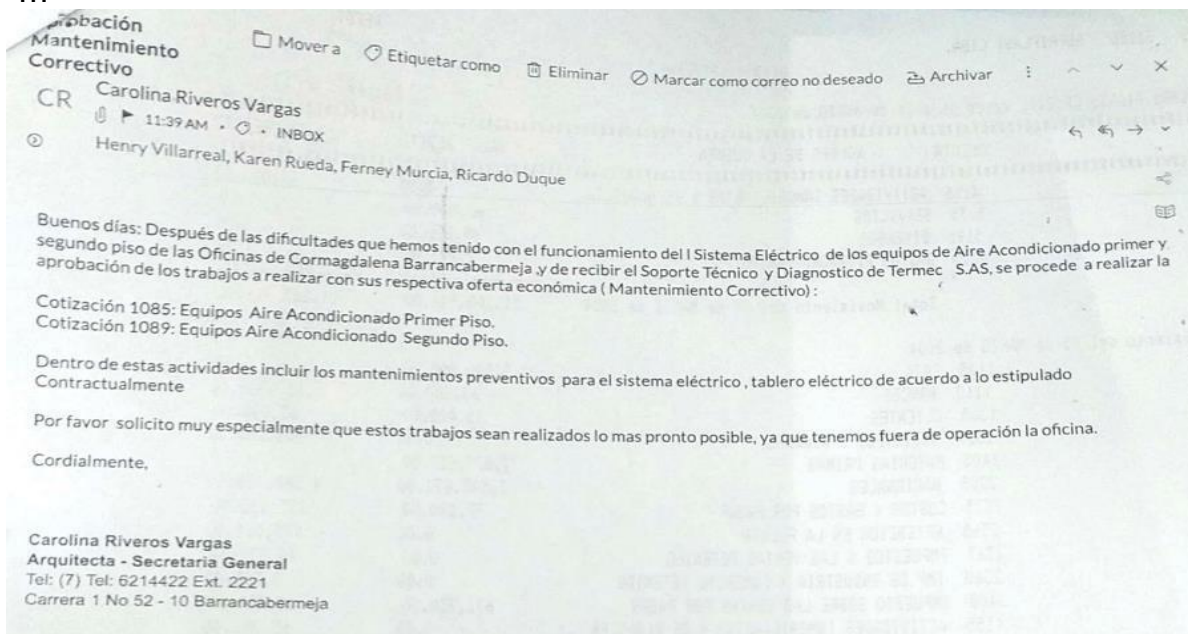 ...
Mantenimiento
Correctivo
Mover a Etiquetar como Eliminar Marcar como correo no deseado Archivar
CR Carolina Riveros Vargas
11:39 AM • • INBOX
Henry Villarreal, Karen Rueda, Ferney Murcia, Ricardo Duque
Buenos días: Después de las dificultades que hemos tenido con el funcionamiento del l Sistema Eléctrico de los equipos de Aire Acondicionado primer y
segundo piso de las Oficinas de Cormagdalena Barrancabermeja ,y de recibir el Soporte Técnico y Diagnostico de Termec S.AS, se procede a realizar la
aprobación de los trabajos a realizar con sus respectiva oferta económica ( Mantenimiento Correctivo) :
Cotización 1085: Equipos Aire Acondicionado Primer Piso.
Cotización 1089: Equipos Aire Acondicionado Segundo Piso.
Dentro de estas actividades incluir los mantenimientos preventivos para el sistema eléctrico , tablero eléctrico de acuerdo a lo estipulado
Contractualmente
Por favor solicito muy especialmente que estos trabajos sean realizados lo mas pronto posible, ya que tenemos fuera de operación la oficina.
Cordialmente,
Carolina Riveros Vargas
Arquitecta - Secretaria General
Tel: (7) Tel: 6214422 Ext. 2221
Carrera 1 No 52 - 10 Barrancabermeja